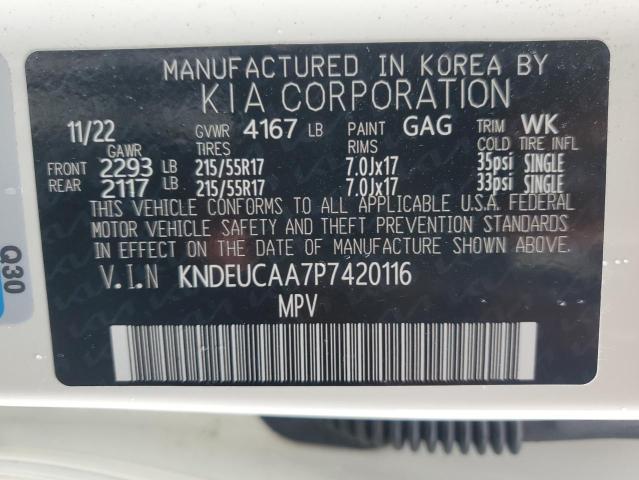 MANUFACTURED IN KOREA BY
KIA CORPORATION
11/22 GVWR 4167 LB PAINT GAG TRIM WK
GAWR TIRES RIMS COLD TIRE INFL
FRONT 2293 LB 215/55R17 7.0Jx17 35psi SINGLE
REAR 2117 LB 215/55R17 7.0Jx17 33psi SINGLE
THIS VEHICLE CONFORMS TO ALL APPLICABLE U.S.A. FEDERAL
MOTOR VEHICLE SAFETY AND THEFT PREVENTION STANDARDS
IN EFFECT ON THE DATE OF MANUFACTURE SHOWN ABOVE.
V.I.N KNDEUCAA7P7420116
MPV
Q30